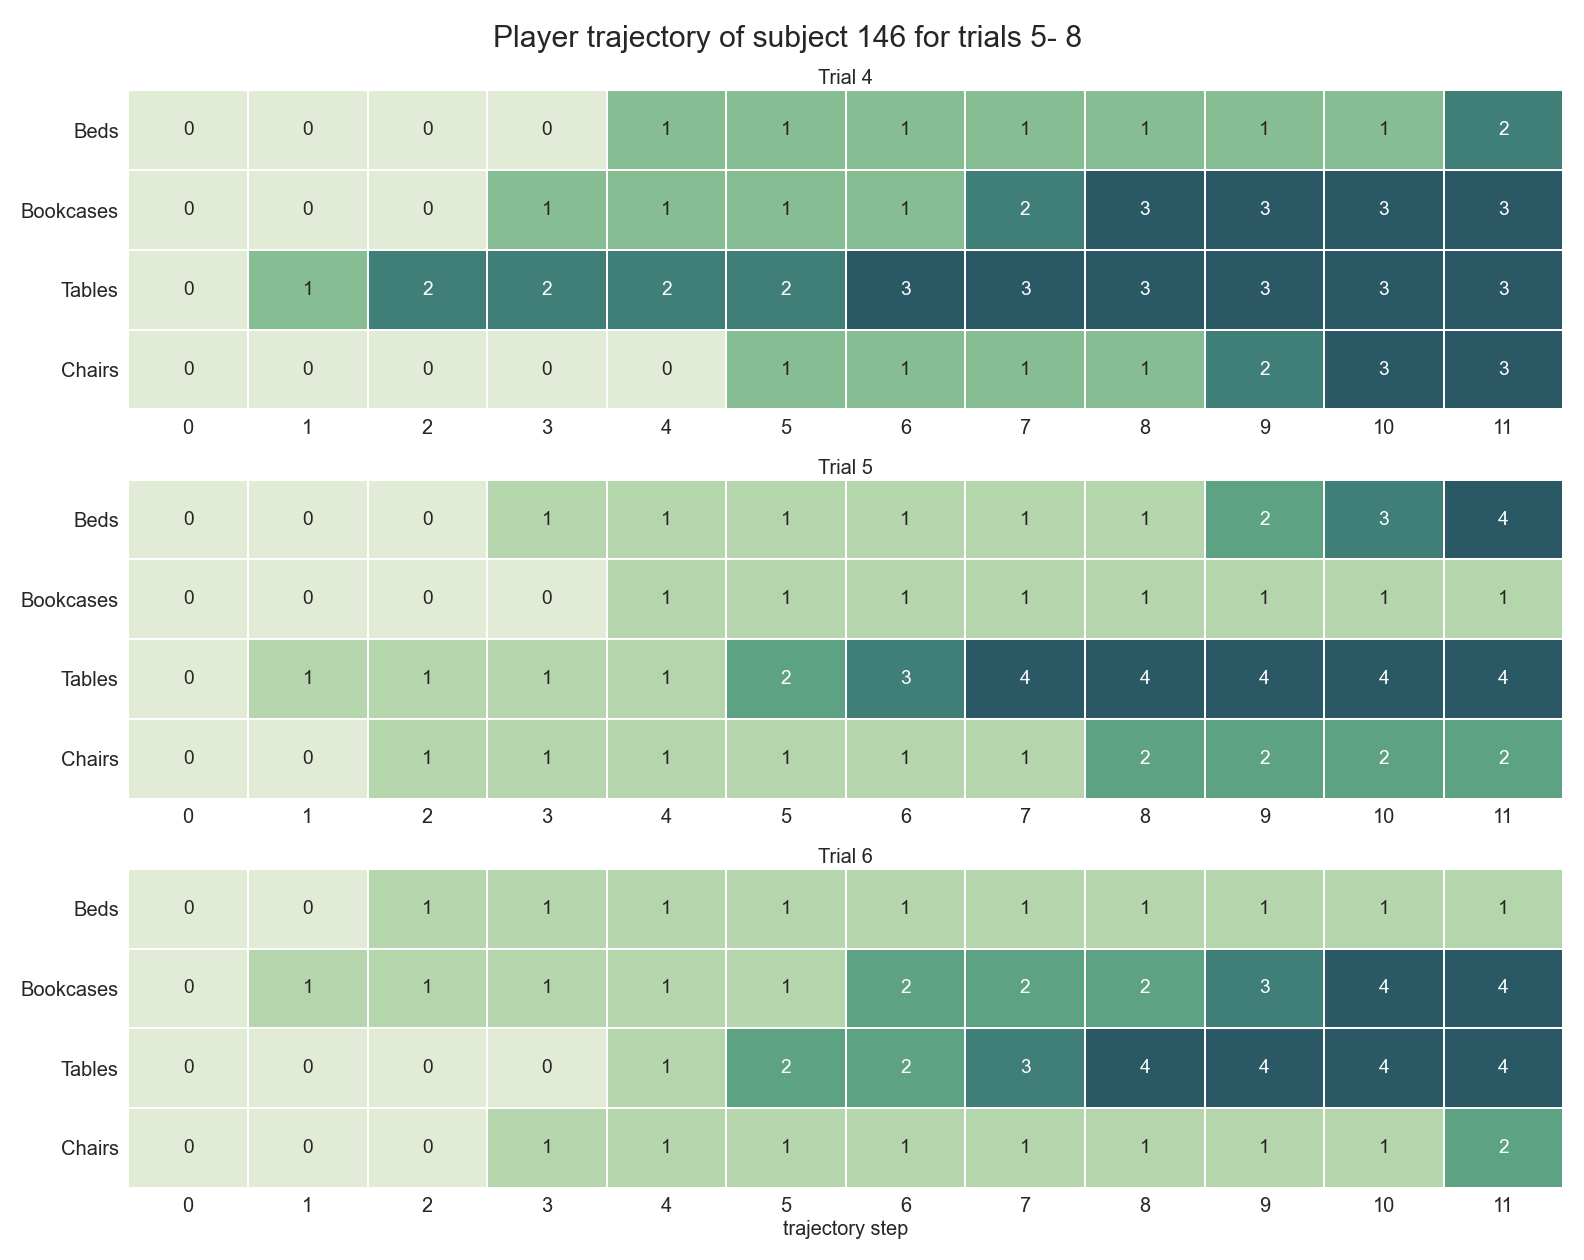 Player trajectory of subject 146 for trials 5- 8
Trial 4
Beds 0 0 0 0 1 1 1 1 1 1 1 2
Bookcases 0 0 0 1 1 1 1 2 3 3 3 3
Tables 0 1 2 2 2 2 3 3 3 3 3 3
Chairs 0 0 0 0 0 1 1 1 1 2 3 3
0 1 2 3 4 5 6 7 8 9 10 11
Trial 5
Beds 0 0 0 1 1 1 1 1 1 2 3 4
Bookcases 0 0 0 0 1 1 1 1 1 1 1 1
Tables 0 1 1 1 1 2 3 4 4 4 4 4
Chairs 0 0 1 1 1 1 1 1 2 2 2 2
0 1 2 3 4 5 6 7 8 9 10 11
Trial 6
Beds 0 0 1 1 1 1 1 1 1 1 1 1
Bookcases 0 1 1 1 1 1 2 2 2 3 4 4
Tables 0 0 0 0 1 2 2 3 4 4 4 4
Chairs 0 0 0 1 1 1 1 1 1 1 1 2
0 1 2 3 4 5 6 7 8 9 10 11
trajectory step